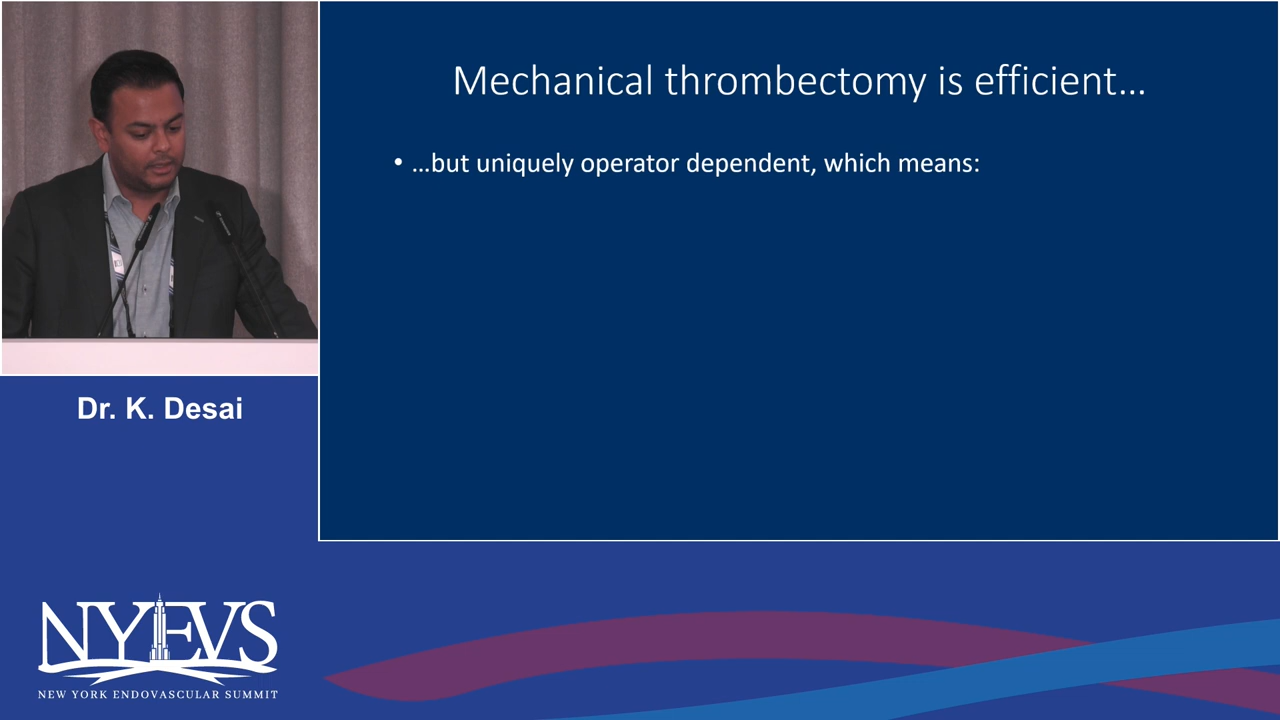 Mechanical thrombectomy is efficient…
• …but uniquely operator dependent, which means:
Dr. K. Desai
NYEVS
NEW YORK ENDOVASCULAR SUMMIT